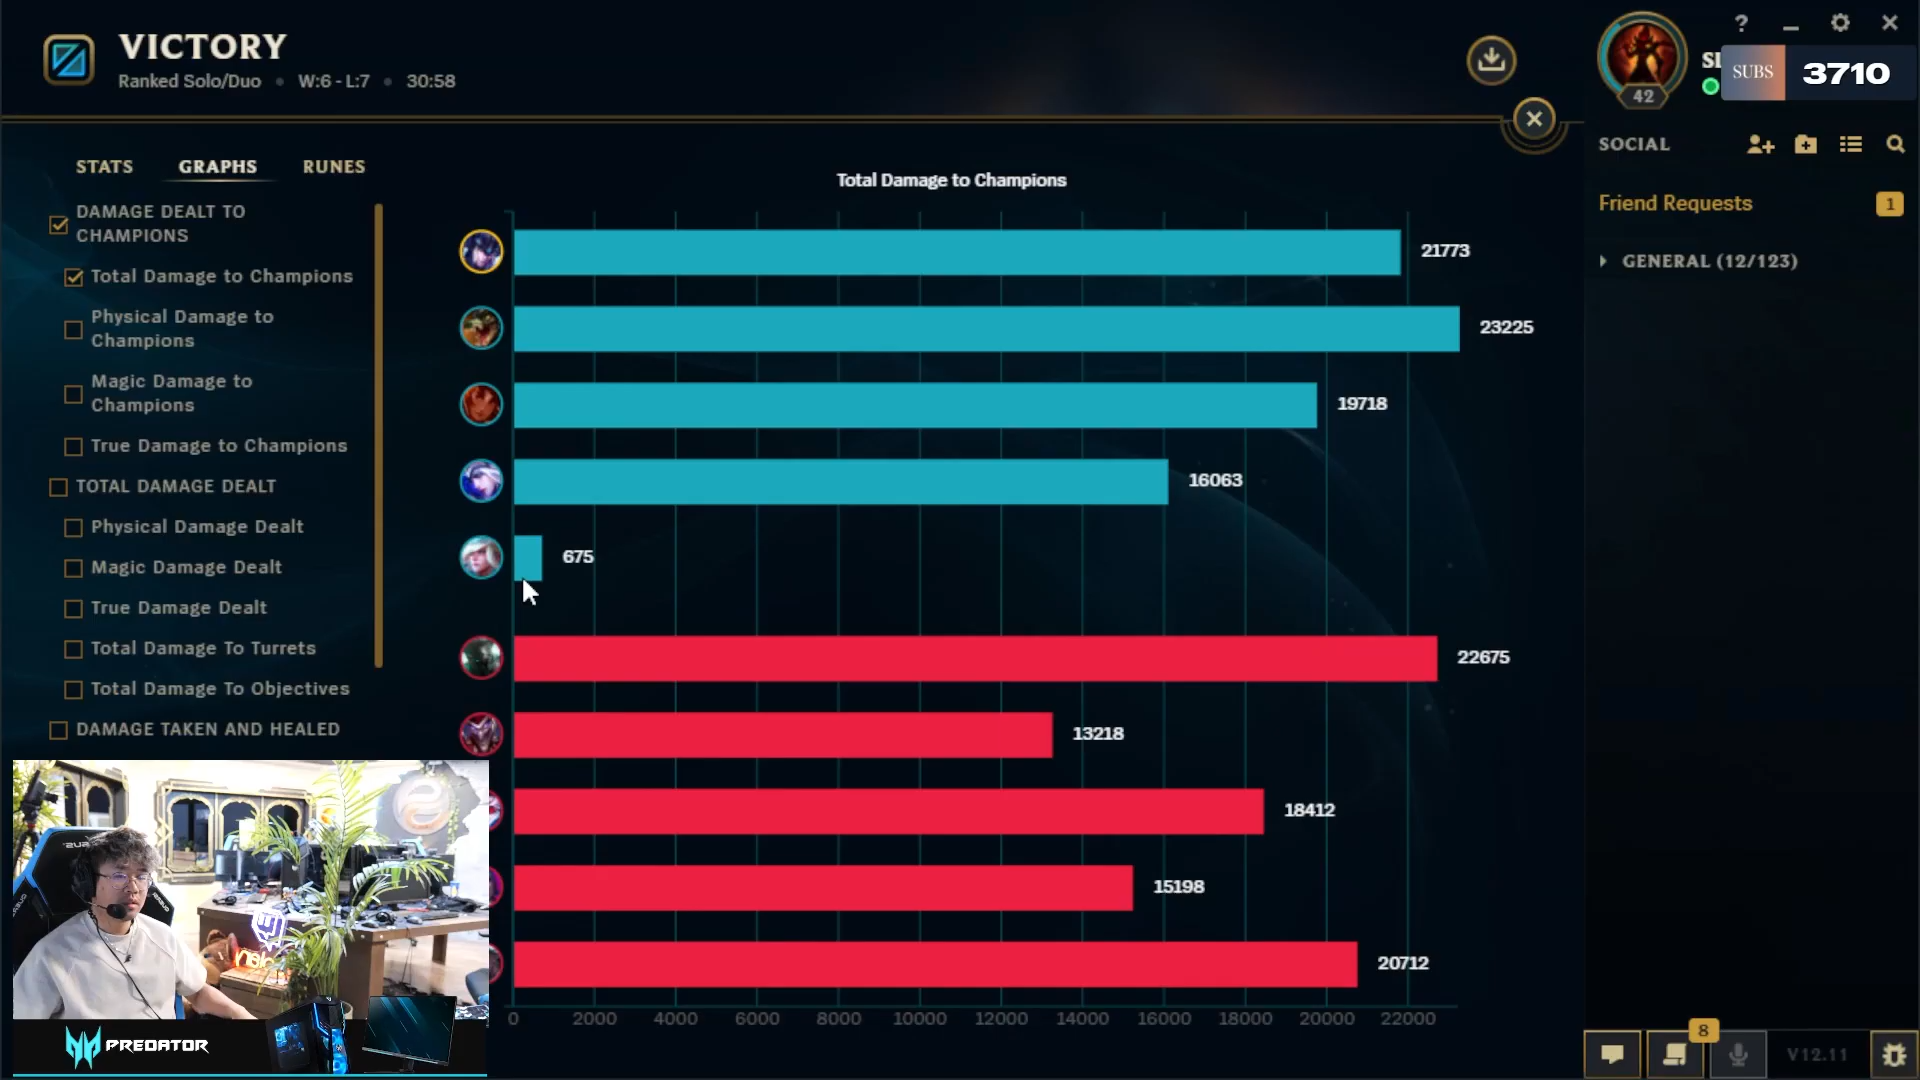 VICTORY
Ranked Solo/Duo • W:6 - L:7 • 30:58
42
SUBS 3710
STATS GRAPHS RUNES
SOCIAL
Friend Requests 1
GENERAL (12/123)
DAMAGE DEALT TO
CHAMPIONS
Total Damage to Champions
Physical Damage to
Champions
Magic Damage to
Champions
True Damage to Champions
TOTAL DAMAGE DEALT
Physical Damage Dealt
Magic Damage Dealt
True Damage Dealt
Total Damage To Turrets
Total Damage To Objectives
DAMAGE TAKEN AND HEALED
Total Damage to Champions
21773
23225
19718
16063
675
22675
13218
18412
15198
20712
0 2000 4000 6000 8000 10000 12000 14000 16000 18000 20000 22000
PREDATOR
8
V12.11